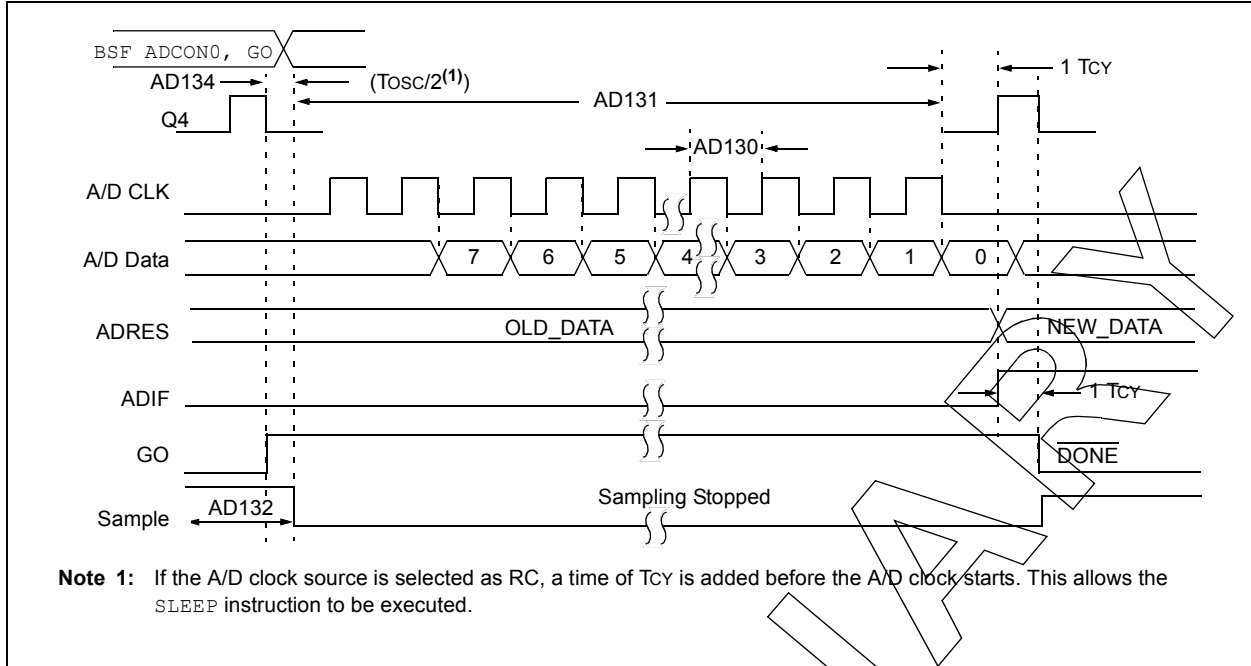 BSF ADCON0, GO
AD134 (TOSC/2(1)) AD131 1 TCY
Q4
AD130
A/D CLK
A/D Data 7 6 5 4 3 2 1 0
ADRES OLD_DATA NEW_DATA
ADIF 1 TCY
GO DONE
Sample AD132 Sampling Stopped
Note 1: If the A/D clock source is selected as RC, a time of TCY is added before the A/D clock starts. This allows the
SLEEP instruction to be executed.